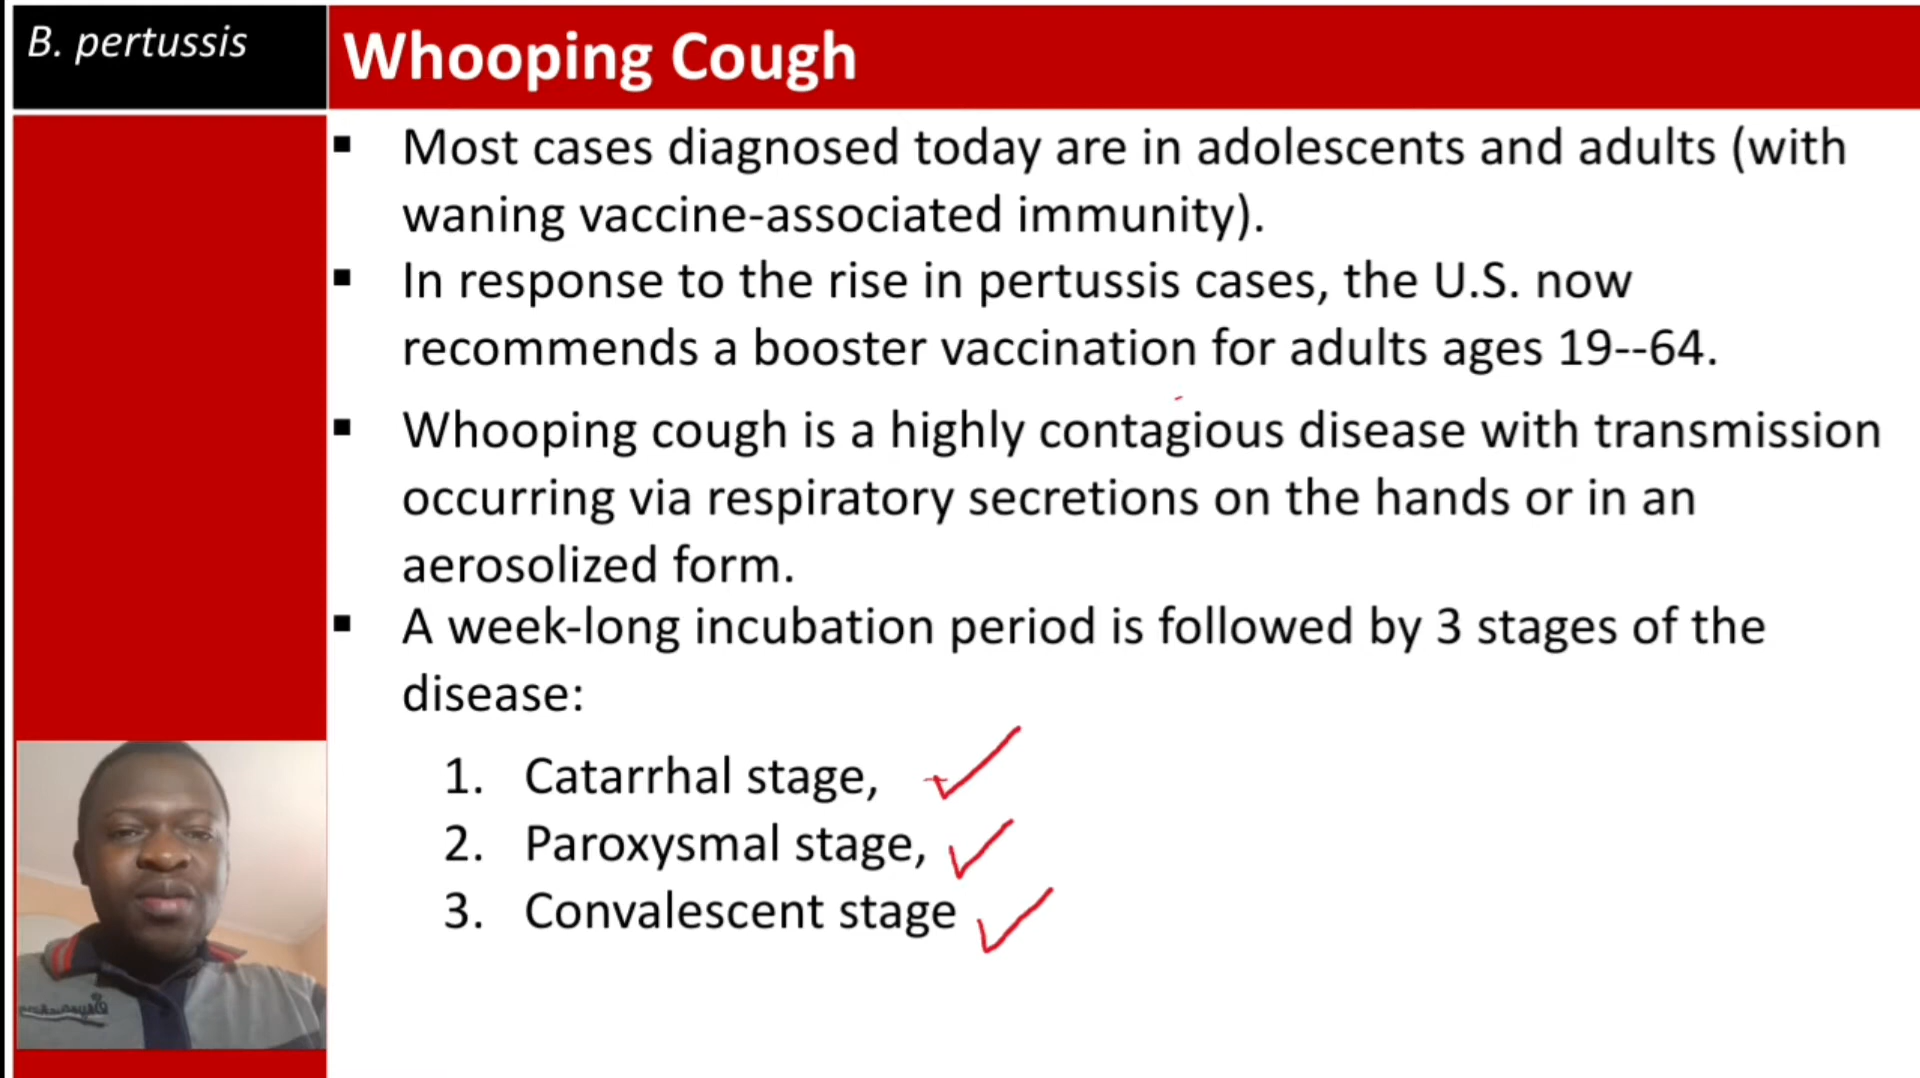 B. pertussis
Whooping Cough
▪ Most cases diagnosed today are in adolescents and adults (with
waning vaccine-associated immunity).
▪ In response to the rise in pertussis cases, the U.S. now
recommends a booster vaccination for adults ages 19--64.
▪ Whooping cough is a highly contagious disease with transmission
occurring via respiratory secretions on the hands or in an
aerosolized form.
▪ A week-long incubation period is followed by 3 stages of the
disease:
1. Catarrhal stage,
2. Paroxysmal stage,
3. Convalescent stage